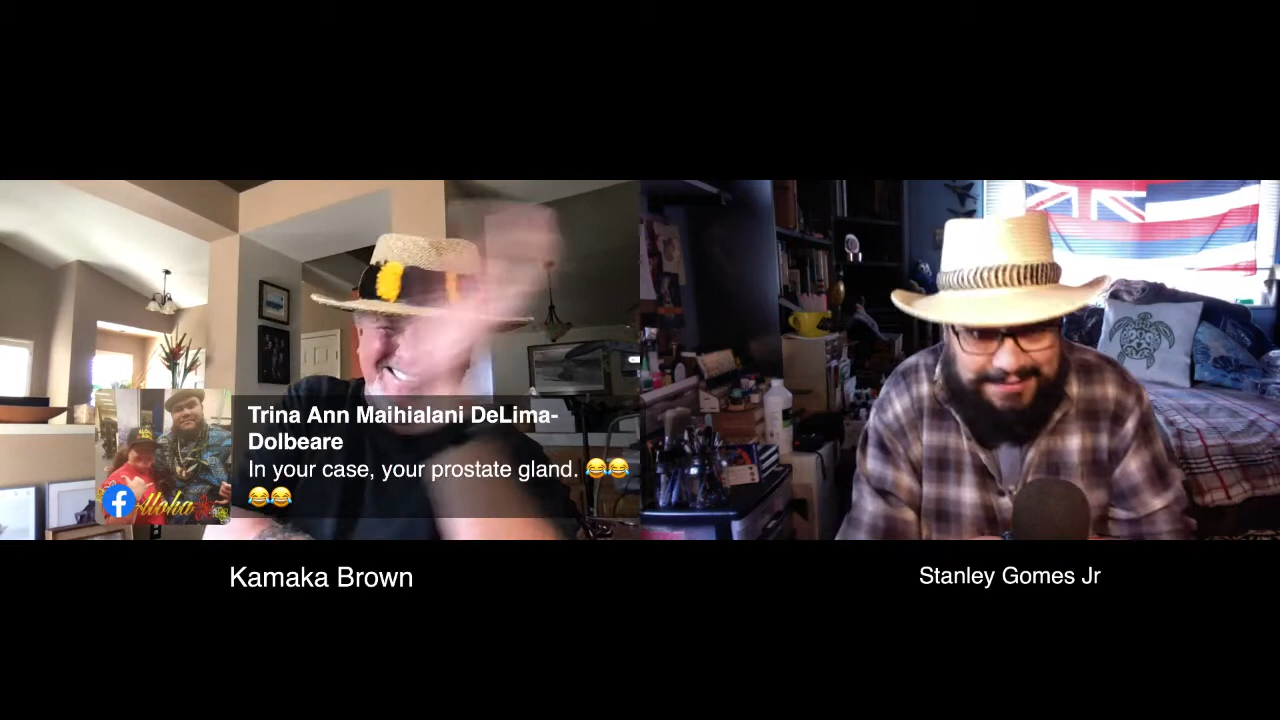 Trina Ann Maihialani DeLima-
Dolbeare
In your case, your prostate gland. 😂😂
😂😂
Aloha
Kamaka Brown
Stanley Gomes Jr